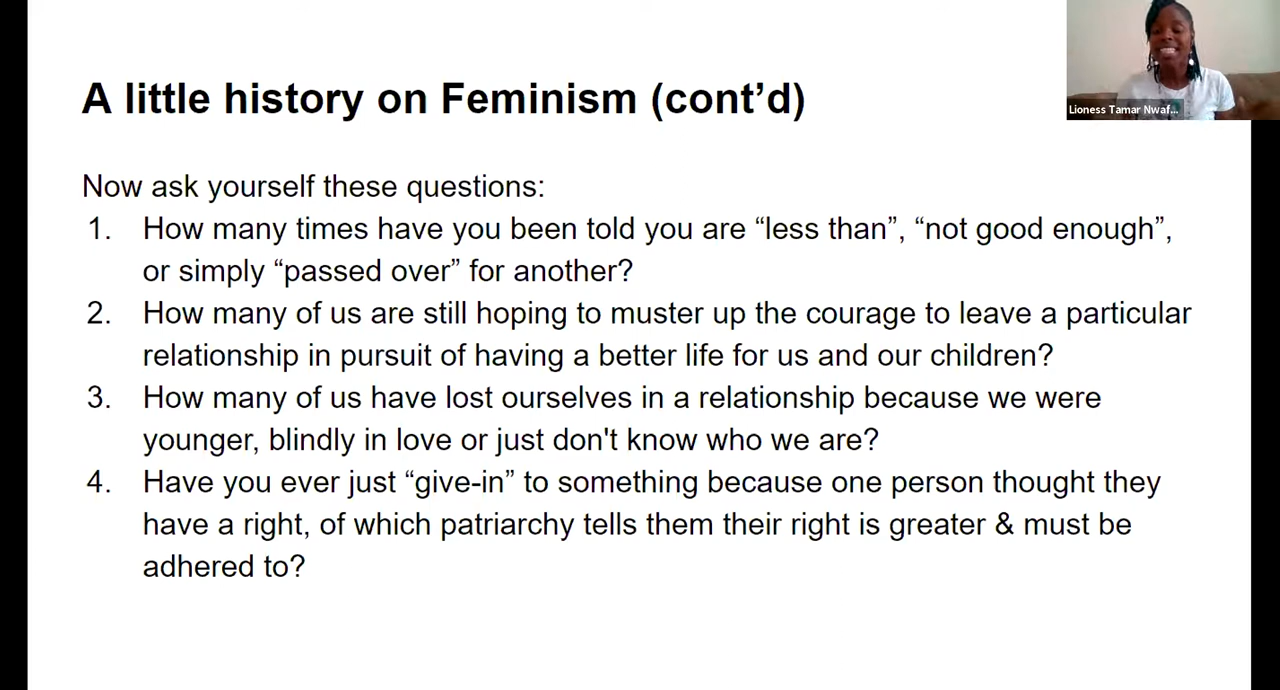 A little history on Feminism (cont’d)
Lioness Tamar Nwaf...
Now ask yourself these questions:
1. How many times have you been told you are “less than”, “not good enough”,
or simply “passed over” for another?
2. How many of us are still hoping to muster up the courage to leave a particular
relationship in pursuit of having a better life for us and our children?
3. How many of us have lost ourselves in a relationship because we were
younger, blindly in love or just don't know who we are?
4. Have you ever just “give-in” to something because one person thought they
have a right, of which patriarchy tells them their right is greater & must be
adhered to?